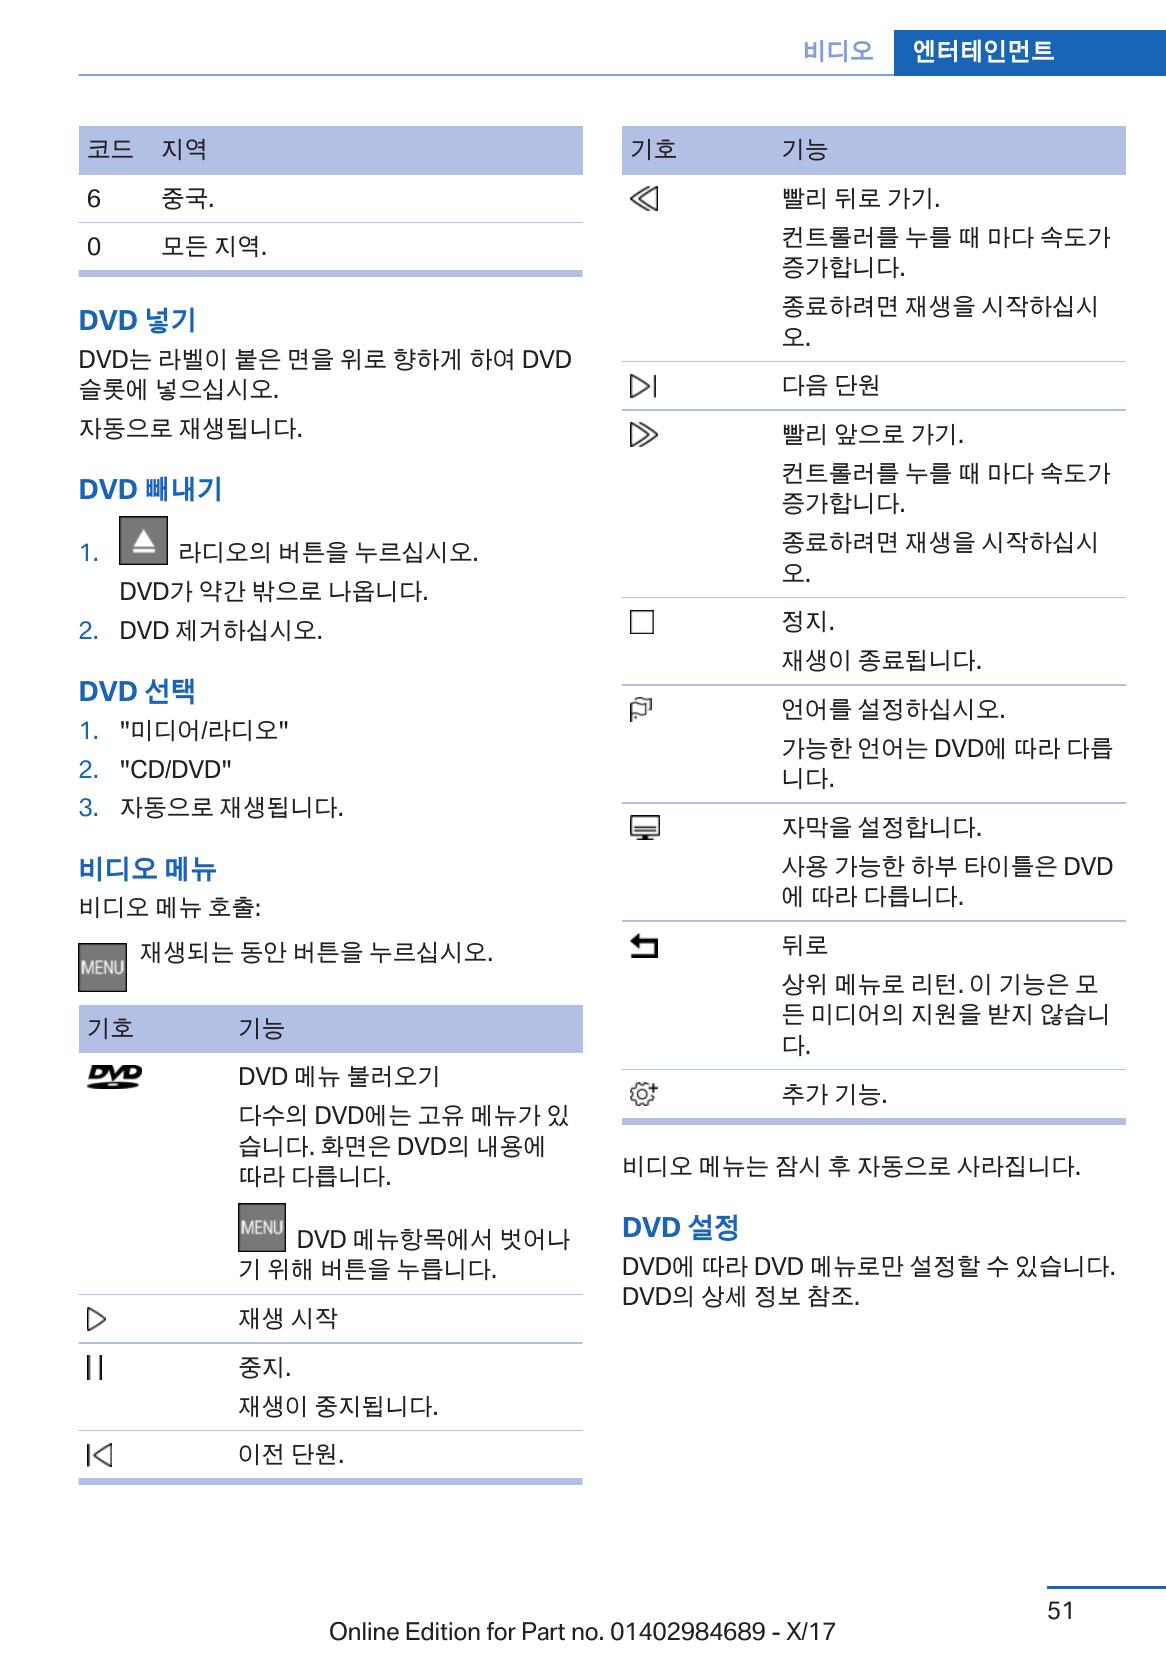 비디오 엔터테인먼트
코드 지역
6 중국.
0 모든 지역.
DVD 넣기
DVD는 라벨이 붙은 면을 위로 향하게 하여 DVD
슬롯에 넣으십시오.
자동으로 재생됩니다.
DVD 빼내기
1. 라디오의 버튼을 누르십시오.
DVD가 약간 밖으로 나옵니다.
2. DVD 제거하십시오.
DVD 선택
1. "미디어/라디오"
2. "CD/DVD"
3. 자동으로 재생됩니다.
비디오 메뉴
비디오 메뉴 호출:
MENU 재생되는 동안 버튼을 누르십시오.
기호 기능
DVD DVD 메뉴 불러오기
다수의 DVD에는 고유 메뉴가 있
습니다. 화면은 DVD의 내용에
따라 다릅니다.
MENU DVD 메뉴항목에서 벗어나
기 위해 버튼을 누릅니다.
재생 시작
중지.
재생이 중지됩니다.
이전 단원.
기호 기능
빨리 뒤로 가기.
컨트롤러를 누를 때 마다 속도가
증가합니다.
종료하려면 재생을 시작하십시
오.
다음 단원
빨리 앞으로 가기.
컨트롤러를 누를 때 마다 속도가
증가합니다.
종료하려면 재생을 시작하십시
오.
정지.
재생이 종료됩니다.
언어를 설정하십시오.
가능한 언어는 DVD에 따라 다릅
니다.
자막을 설정합니다.
사용 가능한 하부 타이틀은 DVD
에 따라 다릅니다.
뒤로
상위 메뉴로 리턴. 이 기능은 모
든 미디어의 지원을 받지 않습니
다.
추가 기능.
비디오 메뉴는 잠시 후 자동으로 사라집니다.
DVD 설정
DVD에 따라 DVD 메뉴로만 설정할 수 있습니다.
DVD의 상세 정보 참조.
51
Online Edition for Part no. 01402984689 - X/17